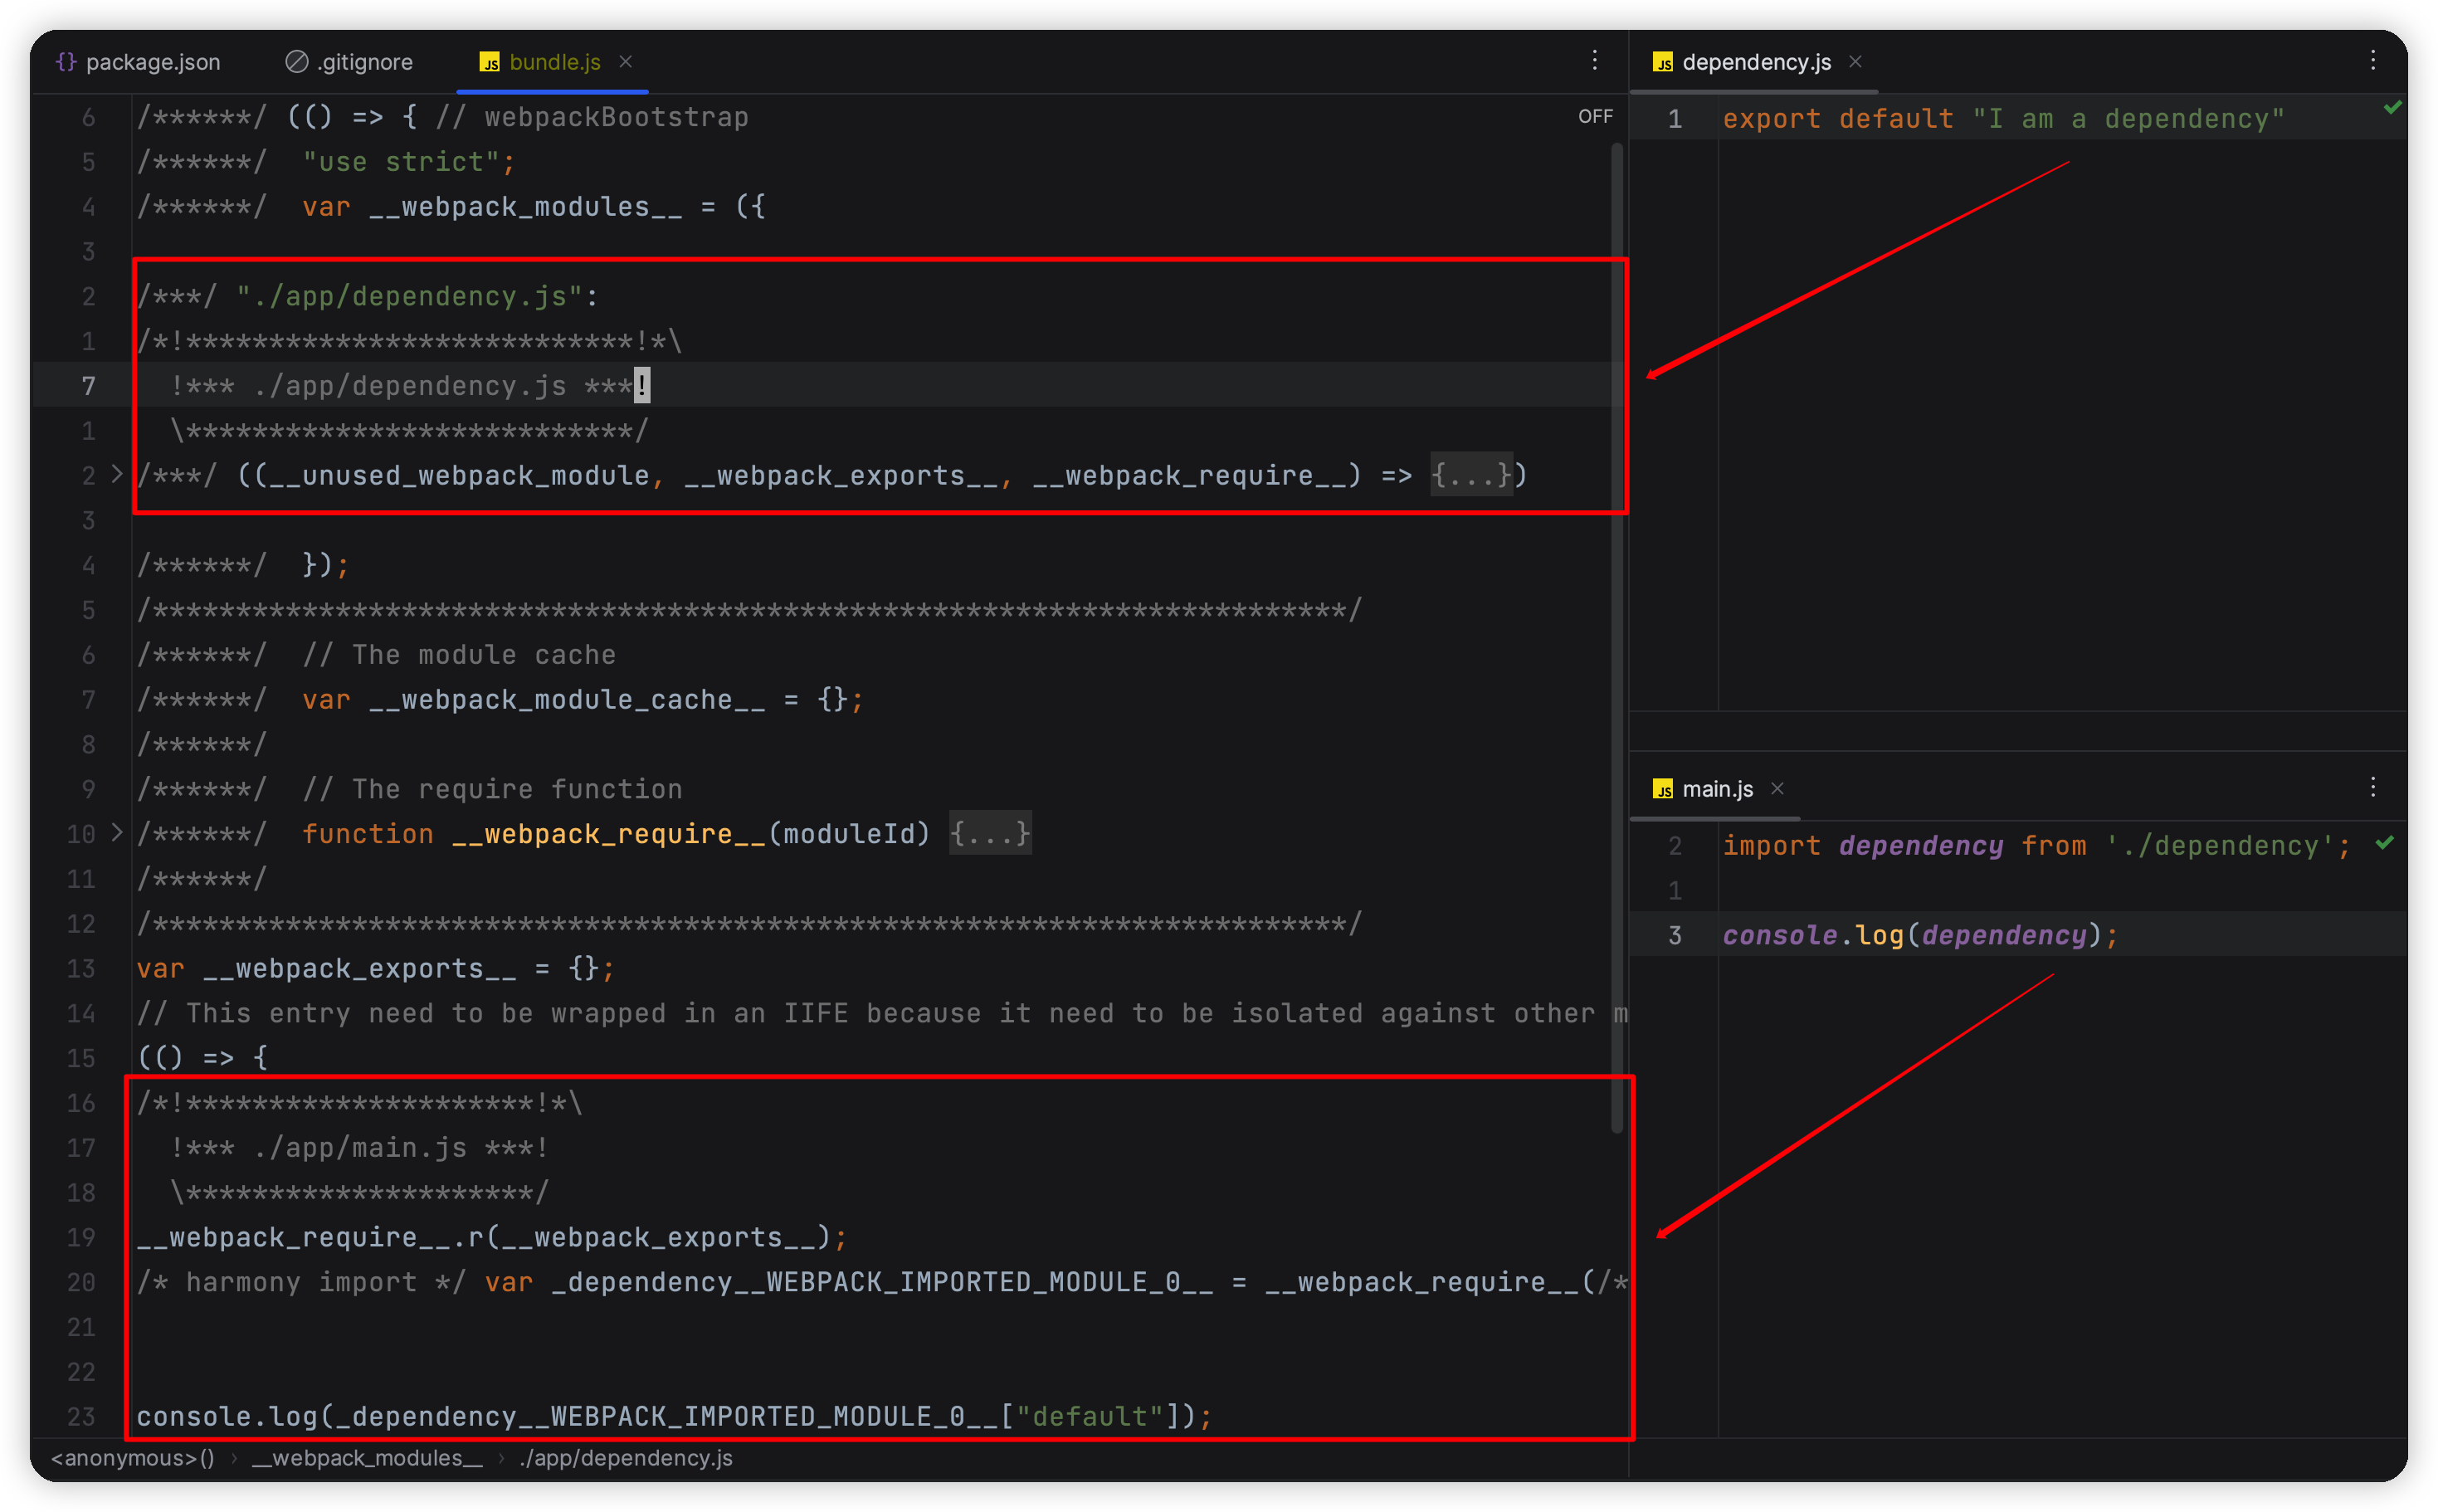 package.json
.gitignore
bundle.js
OFF
6 /******/ (() => { // webpackBootstrap
5 /******/ "use strict";
4 /******/ var __webpack_modules__ = ({
3
2 /***/ "./app/dependency.js":
1 /*!***************************!*\
7   !*** ./app/dependency.js ***!
1   \***************************/
2 /***/ ((__unused_webpack_module, __webpack_exports__, __webpack_require__) => {...})
3
4 /******/ });
5 /************************************************************************/
6 /******/ // The module cache
7 /******/ var __webpack_module_cache__ = {};
8 /******/
9 /******/ // The require function
10 /******/ function __webpack_require__(moduleId) {...}
11 /******/
12 /************************************************************************/
13 var __webpack_exports__ = {};
14 // This entry need to be wrapped in an IIFE because it need to be isolated against other m
15 (() => {
16 /*!*********************!*\
17   !*** ./app/main.js ***!
18   \*********************/
19 __webpack_require__.r(__webpack_exports__);
20 /* harmony import */ var _dependency__WEBPACK_IMPORTED_MODULE_0__ = __webpack_require__(/*
21
22
23 console.log(_dependency__WEBPACK_IMPORTED_MODULE_0__["default"]);
<anonymous>() › __webpack_modules__ › ./app/dependency.js
dependency.js
1 export default "I am a dependency"
main.js
2 import dependency from './dependency';
1
3 console.log(dependency);